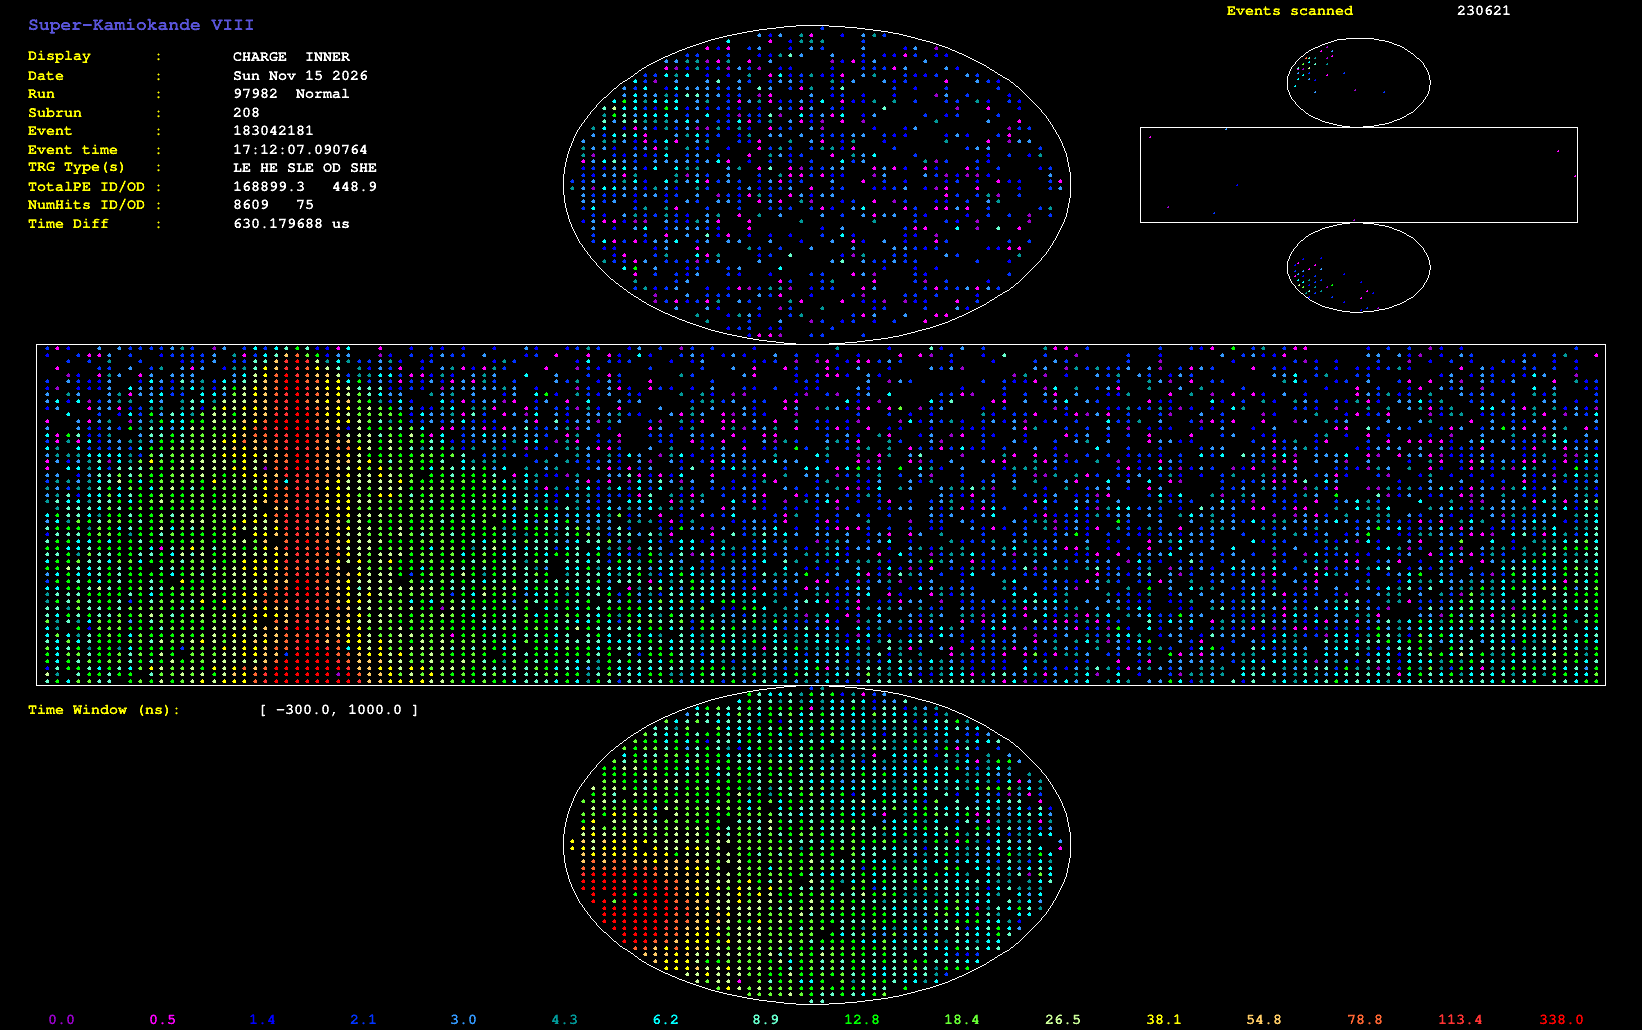 Super-Kamiokande VIII
Events scanned 230621
Display : CHARGE INNER
Date : Sun Nov 15 2026
Run : 97982 Normal
Subrun : 208
Event : 183042181
Event time : 17:12:07.090764
TRG Type(s) : LE HE SLE OD SHE
TotalPE ID/OD : 168899.3 448.9
NumHits ID/OD : 8609 75
Time Diff : 630.179688 us
Time Window (ns): [ -300.0, 1000.0 ]
0.0 0.5 1.4 2.1 3.0 4.3 6.2 8.9 12.8 18.4 26.5 38.1 54.8 78.8 113.4 338.0